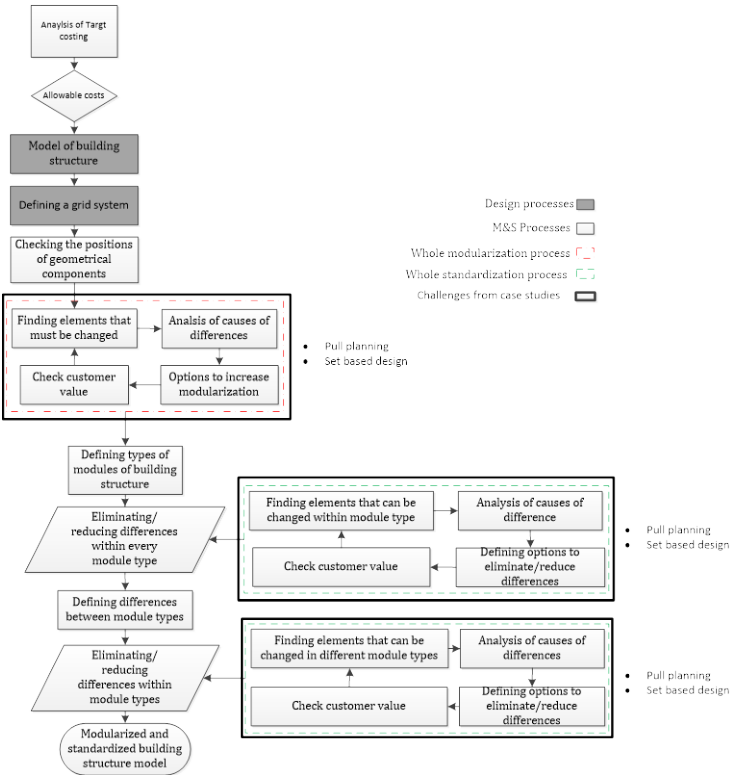 Anaylsis of Targt
costing
Allowable costs
Model of building
structure
Defining a grid system
Checking the positions
of geometrical
components
Design processes
M&S Processes
Whole modularization process
Whole standardization process
Challenges from case studies
Finding elements that
must be changed
Analsis of causes of
differences
Check customer
value
Options to increase
modularization
• Pull planning
• Set based design
Defining types of
modules of building
structure
Eliminating/
reducing differences
within every
module type
Finding elements that can be
changed within module type
Analysis of causes of
difference
Check customer value
Defining options to
eliminate/reduce
differences
• Pull planning
• Set based design
Defining differences
between module types
Eliminating/
reducing
differences within
module types
Finding elements that can be
changed in different module types
Analysis of causes of
differences
Check customer value
Defining options to
eliminate/reduce
differences
• Pull planning
• Set based design
Modularized and
standardized building
structure model